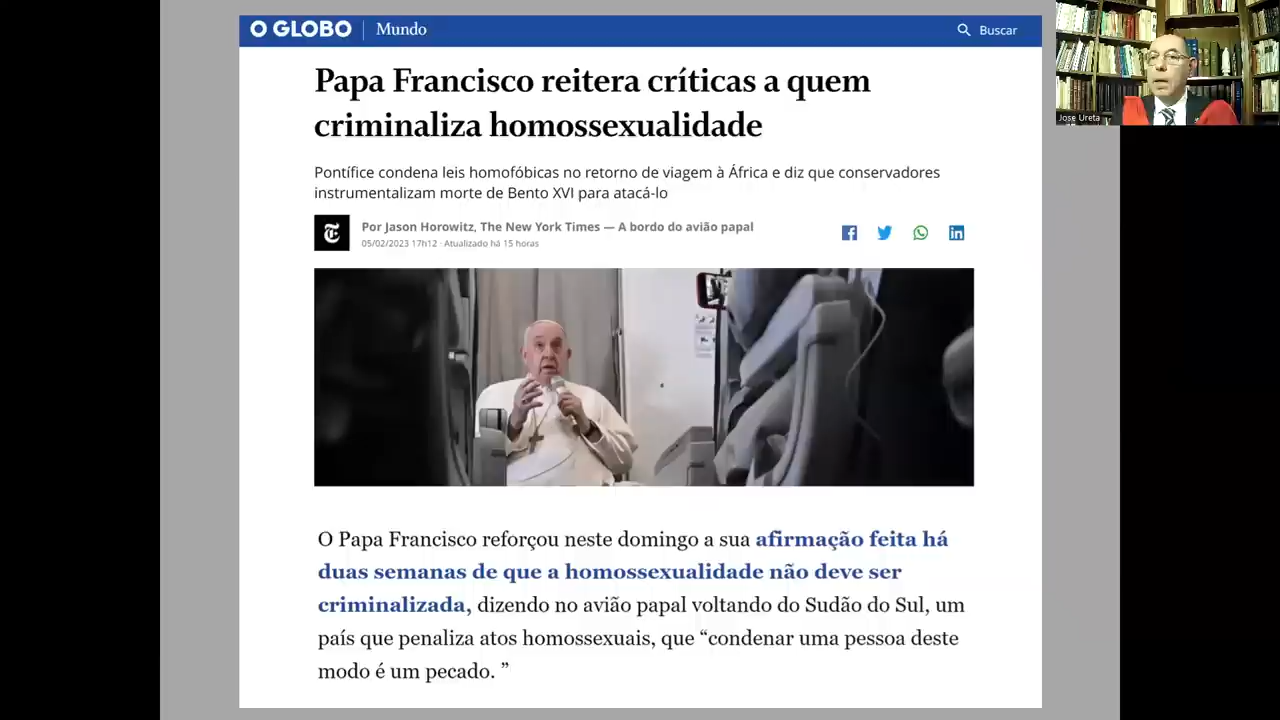 O GLOBO
Mundo
Buscar
Jose Ureta
Papa Francisco reitera críticas a quem
criminaliza homossexualidade
Pontífice condena leis homofóbicas no retorno de viagem à África e diz que conservadores
instrumentalizam morte de Bento XVI para atacá-lo
Por Jason Horowitz, The New York Times — A bordo do avião papal
05/02/2023 17h12 · Atualizado há 15 horas
O Papa Francisco reforçou neste domingo a sua afirmação feita há
duas semanas de que a homossexualidade não deve ser
criminalizada, dizendo no avião papal voltando do Sudão do Sul, um
país que penaliza atos homossexuais, que “condenar uma pessoa deste
modo é um pecado. ”